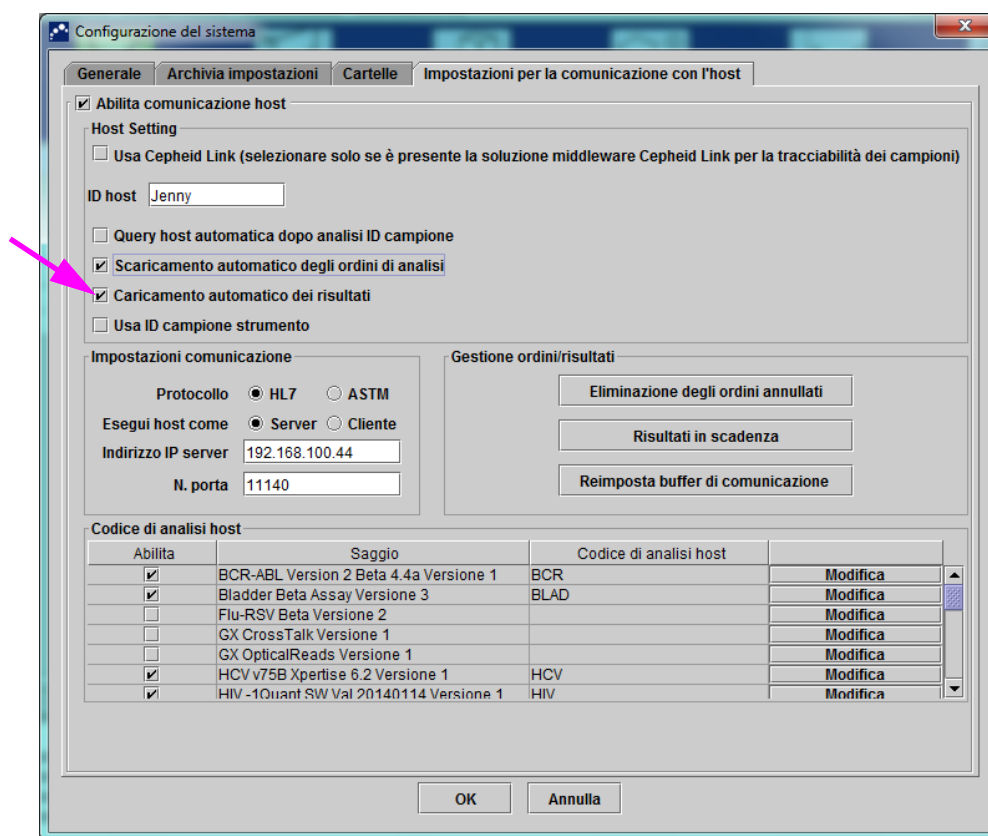 Configurazione del sistema
Generale Archivia impostazioni Cartelle Impostazioni per la comunicazione con l'host
Abilita comunicazione host
Host Setting
Usa Cepheid Link (selezionare solo se è presente la soluzione middleware Cepheid Link per la tracciabilità dei campioni)
ID host Jenny
Query host automatica dopo analisi ID campione
Scaricamento automatico degli ordini di analisi
Caricamento automatico dei risultati
Usa ID campione strumento
Impostazioni comunicazione
Protocollo HL7 ASTM
Esegui host come Server Cliente
Indirizzo IP server 192.168.100.44
N. porta 11140
Gestione ordini/risultati
Eliminazione degli ordini annullati
Risultati in scadenza
Reimposta buffer di comunicazione
Codice di analisi host
Abilita Saggio Codice di analisi host
BCR-ABL Version 2 Beta 4.4a Versione 1 BCR Modifica
Bladder Beta Assay Versione 3 BLAD Modifica
Flu-RSV Beta Versione 2 Modifica
GX CrossTalk Versione 1 Modifica
GX OpticalReads Versione 1 Modifica
HCV v75B Xpertise 6.2 Versione 1 HCV Modifica
HIV -1Quant SW Val 20140114 Versione 1 HIV Modifica
OK Annulla